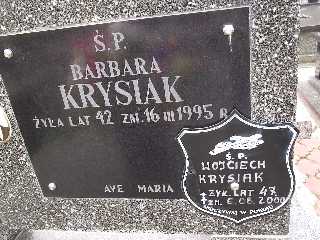 Ś.P.
BARBARA
KRYSIAK
ŻYŁA LAT 42 ZM. 16 III 1995 R.
AVE MARIA
Ś.P.
WOJCIECH
KRYSIAK
ŻYŁ LAT 47
ZM. 6.06.2000